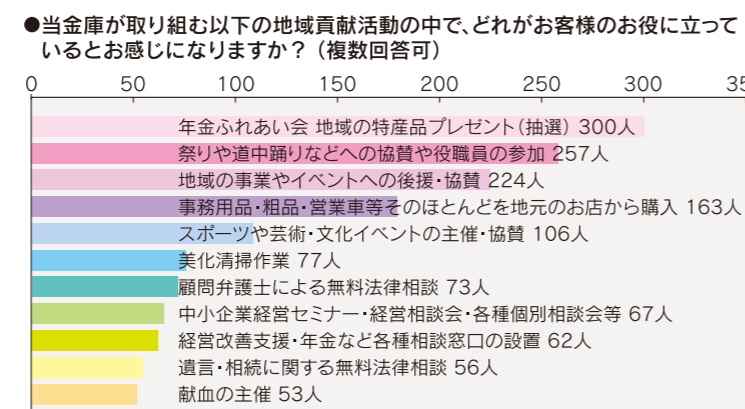 ●当金庫が取り組む以下の地域貢献活動の中で、どれがお客様のお役に立って
いるとお感じになりますか？（複数回答可）
0 50 100 150 200 250 300 35
年金ふれあい会 地域の特産品プレゼント（抽選） 300人
祭りや道中踊りなどへの協賛や役職員の参加 257人
地域の事業やイベントへの後援・協賛 224人
事務用品・粗品・営業車等そのほとんどを地元のお店から購入 163人
スポーツや芸術・文化イベントの主催・協賛 106人
美化清掃作業 77人
顧問弁護士による無料法律相談 73人
中小企業経営セミナー・経営相談会・各種個別相談会等 67人
経営改善支援・年金など各種相談窓口の設置 62人
遺言・相続に関する無料法律相談 56人
献血の主催 53人